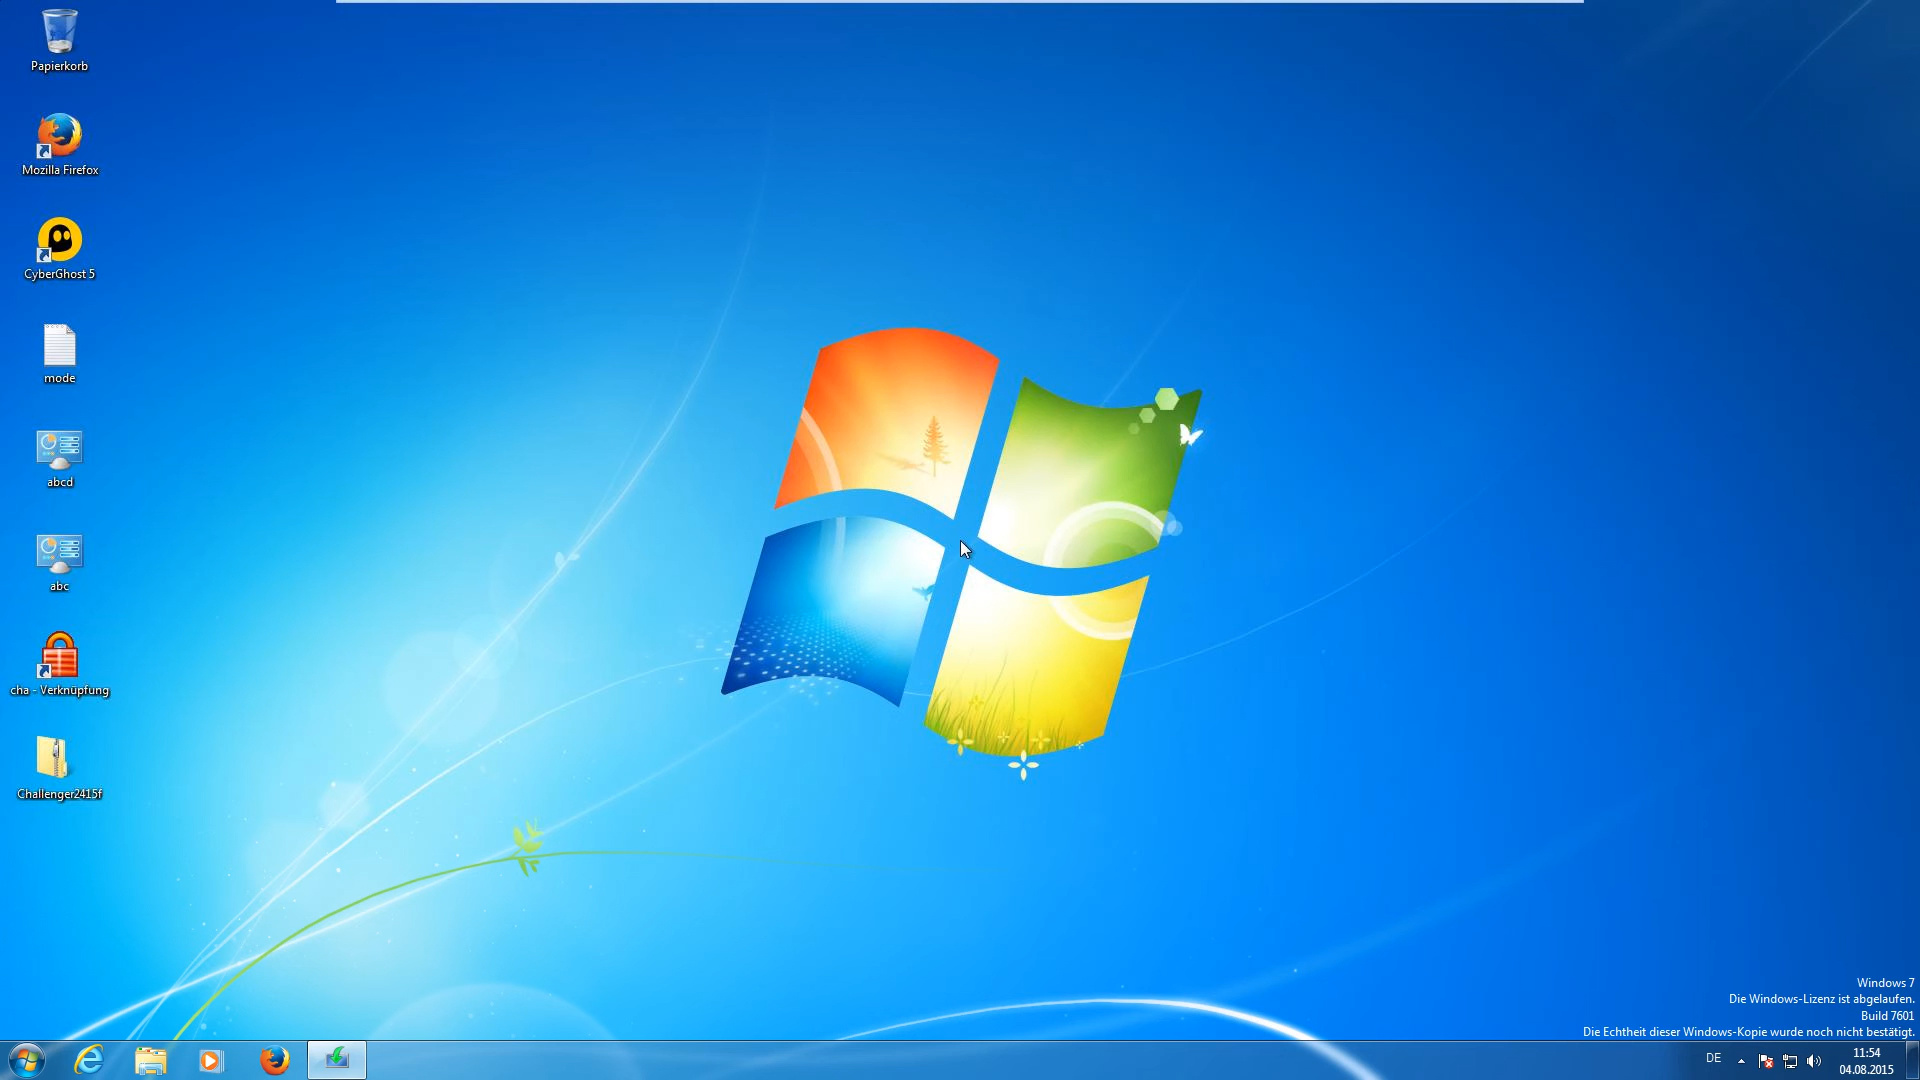 Papierkorb
Mozilla Firefox
CyberGhost 5
mode
abcd
abc
cha - Verknüpfung
Challenger2415f
Windows 7
Die Windows-Lizenz ist abgelaufen.
Build 7601
Die Echtheit dieser Windows-Kopie wurde noch nicht bestätigt.
DE
11:54
04.08.2015